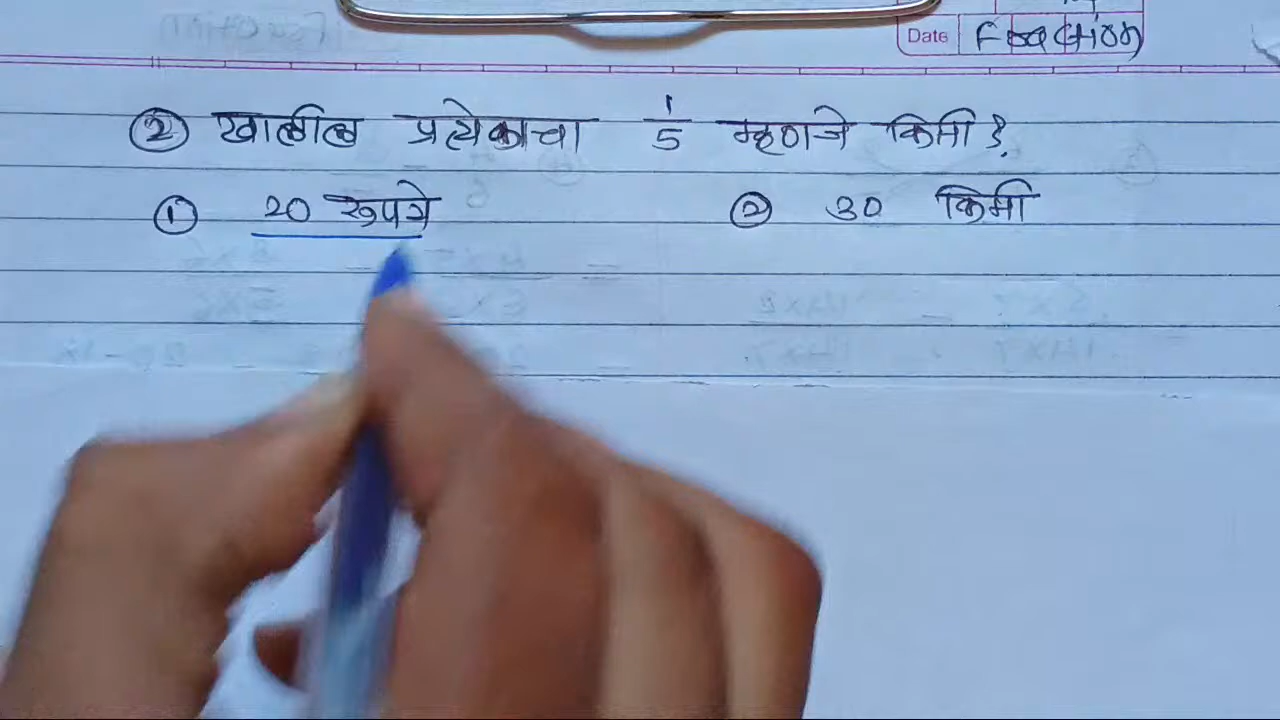 Date Fraction
② खालील प्रत्येकाचा 1/5 म्हणजे किमी ?
① 20 रुपये ② 30 किमी